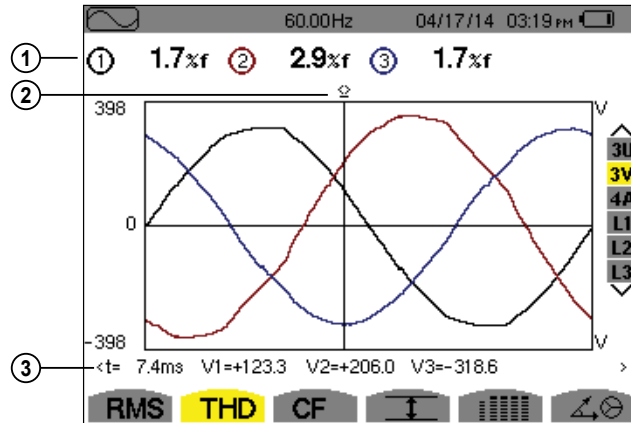 60.00Hz 04/17/14 03:19 PM
① ① 1.7%f ② 2.9%f ③ 1.7%f
②
398 V
3U
3V
4A
0
L1
L2
L3
-398 V
③ <t= 7.4ms V1=+123.3 V2=+206.0 V3=-318.6 >
RMS THD CF